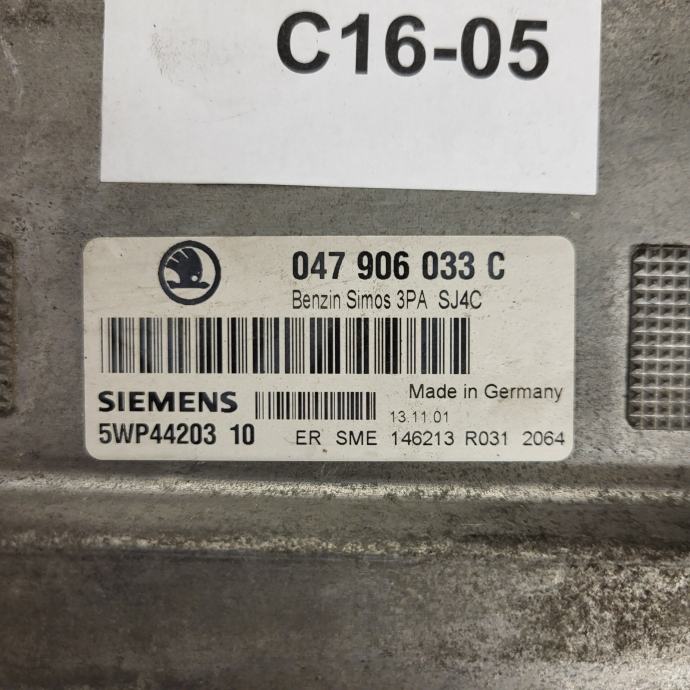 C16-05
047 906 033 C
Benzin Simos 3PA SJ4C
Made in Germany
SIEMENS
13.11.01
5WP44203 10 ER SME 146213 R031 2064